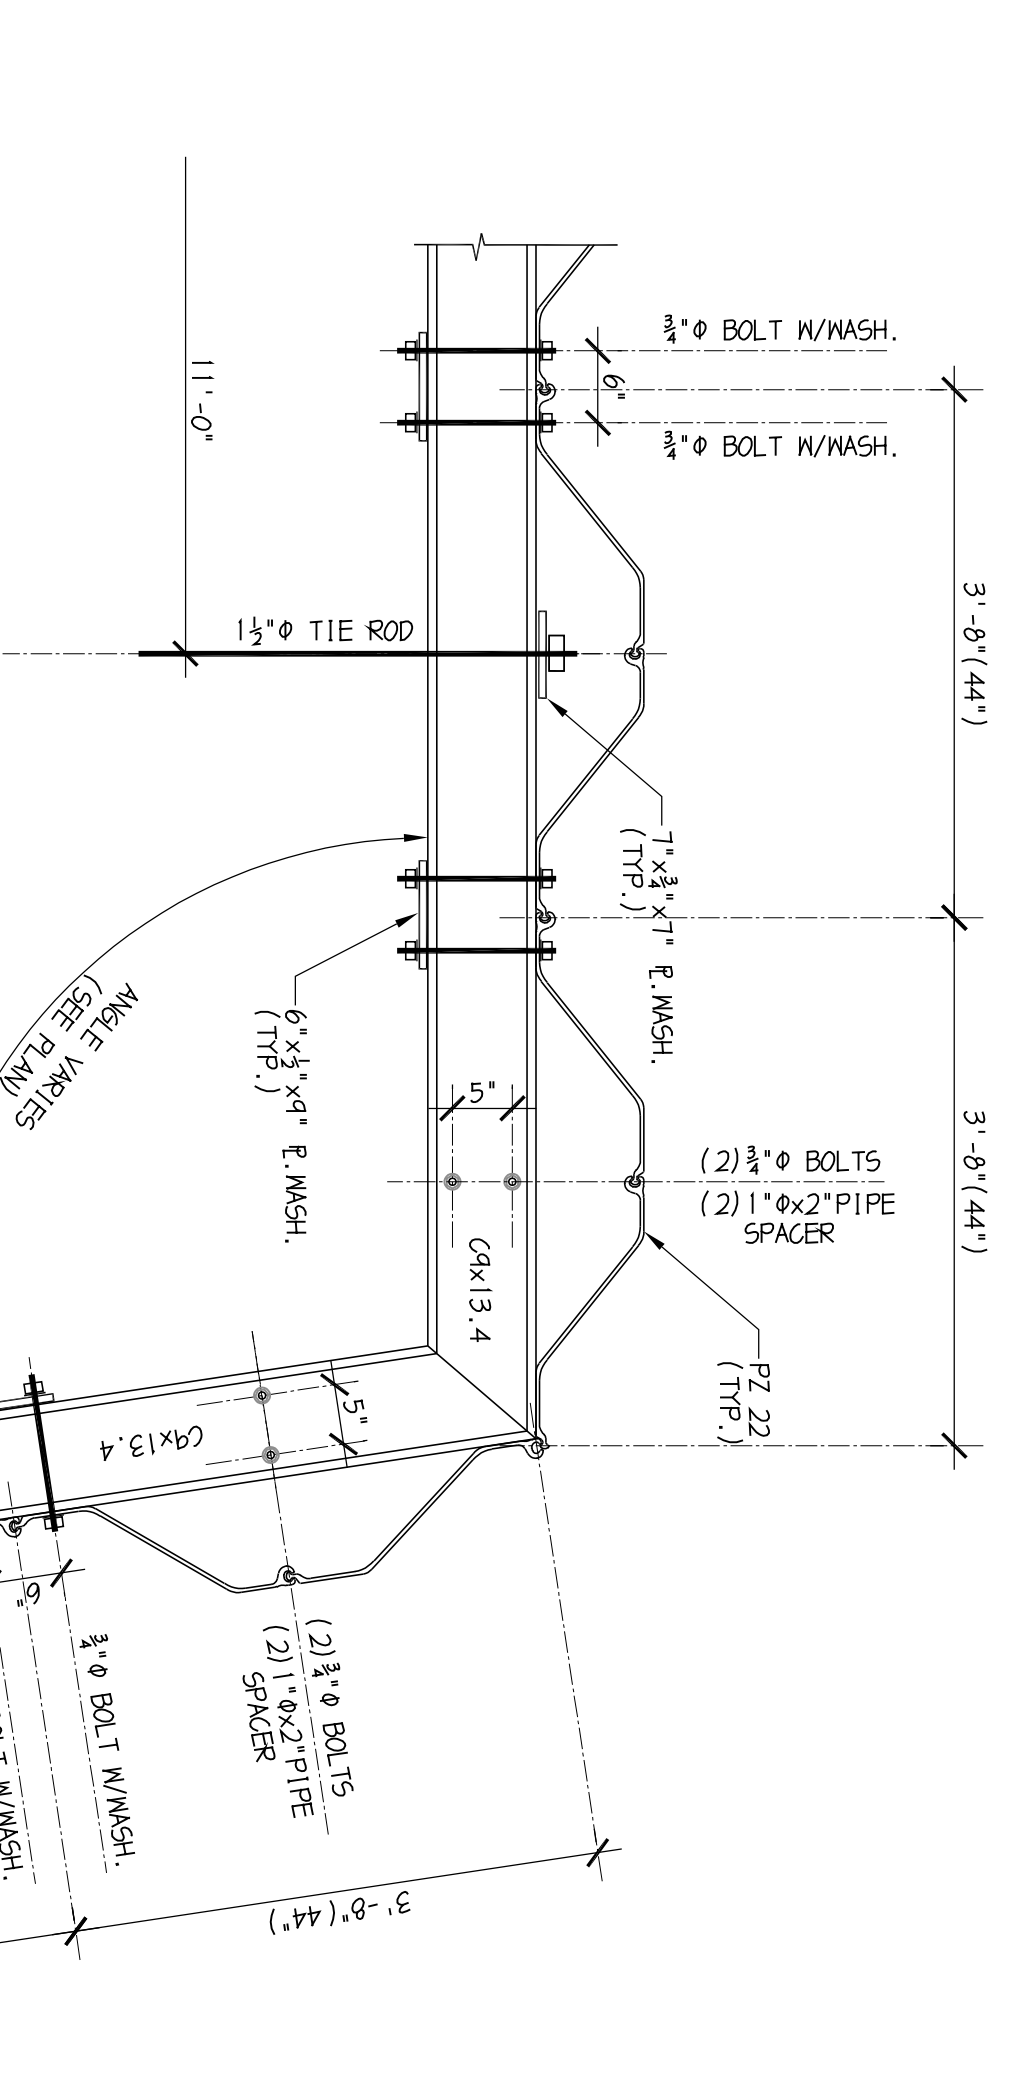 3/4"Φ BOLT W/WASH.
6"
3/4"Φ BOLT W/WASH.
11'-0"
3'-8"(44")
1 1/2"Φ TIE ROD
7"x3/4"x7" ℄.WASH.
(TYP.)
ANGLE VARIES
(SEE PLAN)
6"x1/2"x9" ℄.WASH.
(TYP.)
5"
(2)3/4"Φ BOLTS
(2)1"Φx2"PIPE
SPACER
3'-8"(44")
C9x13.4
PZ 22
(TYP.)
5"
C9x13.4
6"
3/4"Φ BOLT W/WASH.
(2)3/4"Φ BOLTS
(2)1"Φx2"PIPE
SPACER
W/WASH.
3'-8"(44")